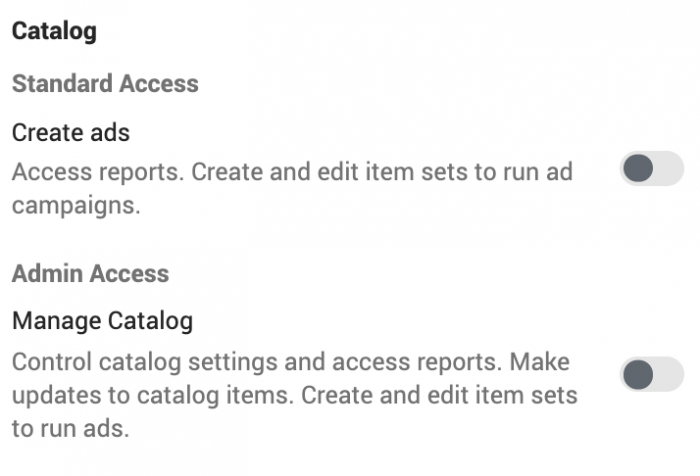 Catalog
Standard Access
Create ads
Access reports. Create and edit item sets to run ad
campaigns.
Admin Access
Manage Catalog
Control catalog settings and access reports. Make
updates to catalog items. Create and edit item sets
to run ads.